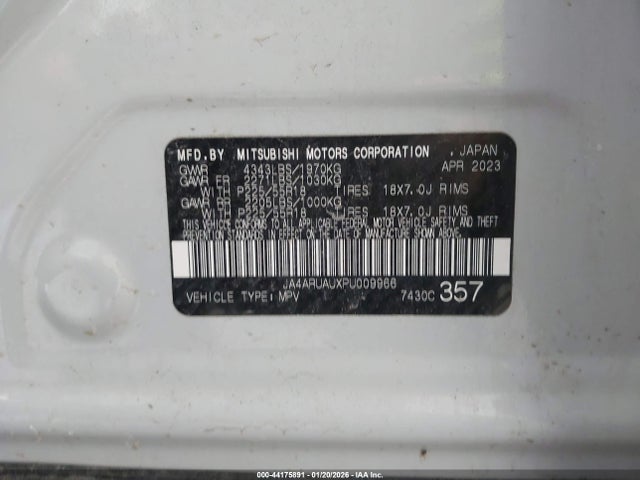 MFD.BY MITSUBISHI MOTORS CORPORATION , JAPAN
GVWR 4343LBS/1970KG APR 2023
GAWR FR 2271LBS/1030KG
WITH P225/55R18 TIRES 18X7.0J RIMS
GAWR RR 2205LBS/1000KG
WITH P225/55R18 TIRES 18X7.0J RIMS
THIS VEHICLE CONFORMS TO ALL APPLICABLE U.S. FEDERAL MOTOR VEHICLE SAFETY AND THEFT
PREVENTION STANDARDS IN EFFECT ON THE DATE OF MANUFACTURE SHOWN ABOVE.
JA4ARUAUXPU009966
VEHICLE TYPE: MPV 7430C 357
000-44175891 - 01/20/2026 - COPART/IAA